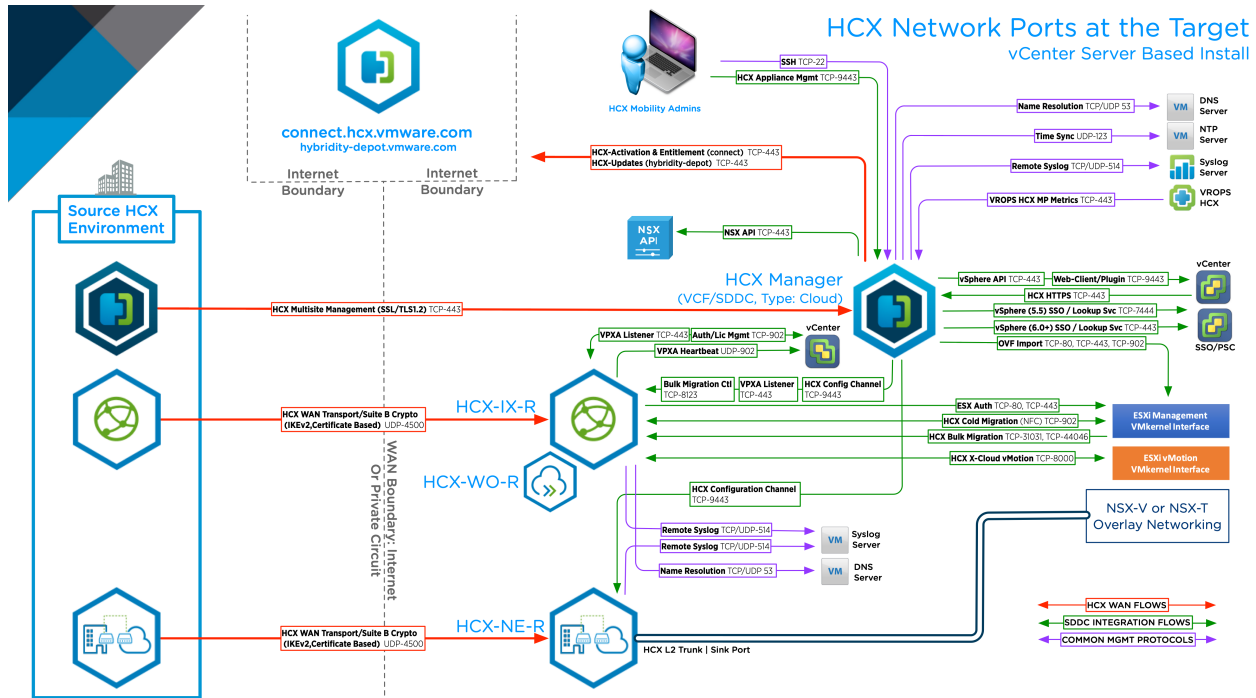 HCX Network Ports at the Target
vCenter Server Based Install
connect.hcx.vmware.com
hybridity-depot.vmware.com
Internet
Boundary
Internet
Boundary
HCX Mobility Admins
SSH TCP-22
HCX Appliance Mgmt TCP-9443
Name Resolution TCP/UDP 53
VM
DNS
Server
Time Sync UDP-123
VM
NTP
Server
Remote Syslog TCP/UDP-514
Syslog
Server
VROPS HCX MP Metrics TCP-443
VROPS
HCX
HCX-Activation & Entitlement (connect) TCP-443
HCX-Updates (hybridity-depot) TCP-443
Source HCX
Environment
NSX
API
NSX API TCP-443
HCX Manager
(VCF/SDDC, Type: Cloud)
HCX Multisite Management (SSL/TLS1.2) TCP-443
vSphere API TCP-443
Web-Client/Plugin TCP-9443
vCenter
HCX HTTPS TCP-443
vSphere (5.5) SSO / Lookup Svc TCP-7444
vSphere (6.0+) SSO / Lookup Svc TCP-443
SSO/PSC
OVF Import TCP-80, TCP-443, TCP-902
VPXA Listener TCP-443
Auth/Lic Mgmt TCP-902
vCenter
VPXA Heartbeat UDP-902
Bulk Migration Ctl
TCP-8123
VPXA Listener
TCP-443
HCX Config Channel
TCP-9443
HCX-IX-R
HCX WAN Transport/Suite B Crypto
(IKEv2,Certificate Based) UDP-4500
ESX Auth TCP-80, TCP-443
HCX Cold Migration (NFC) TCP-902
HCX Bulk Migration TCP-31031, TCP-44046
ESXi Management
VMkernel Interface
HCX X-Cloud vMotion TCP-8000
ESXi vMotion
VMkernel Interface
HCX-WO-R
WAN Boundary: Internet
Or Private Circuit
HCX Configuration Channel
TCP-9443
NSX-V or NSX-T
Overlay Networking
Remote Syslog TCP/UDP-514
Remote Syslog TCP/UDP-514
VM
Syslog
Server
Name Resolution TCP/UDP 53
VM
DNS
Server
HCX-NE-R
HCX WAN Transport/Suite B Crypto
(IKEv2,Certificate Based) UDP-4500
HCX L2 Trunk | Sink Port
HCX WAN FLOWS
SDDC INTEGRATION FLOWS
COMMON MGMT PROTOCOLS